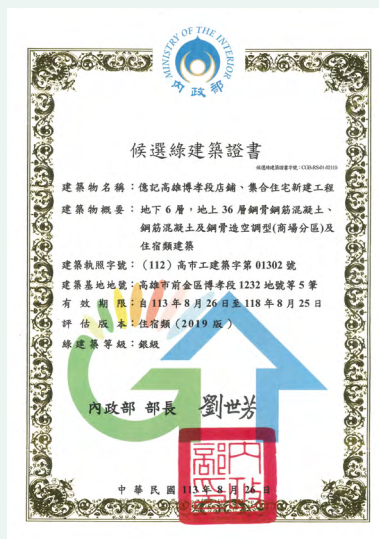 MINISTRY OF THE INTERIOR
內政部
候選綠建築證書
建築物名稱：億記高雄博孝段店鋪、集合住宅新建工程
建築物概要：地下6層，地上36層鋼骨鋼筋混凝土、
鋼筋混凝土及鋼骨造空調型(商場分區)及
住宿類建築
建築執照字號：(112)高市工建築字第01302號
建築基地地號：高雄市前金區博孝段1232地號等5筆
有效期限：自113年8月26日至118年8月25日
評估版本：住宿類(2019版)
綠建築等級：銀級
內政部 部長 劉世芳
中華民國113年8月26日